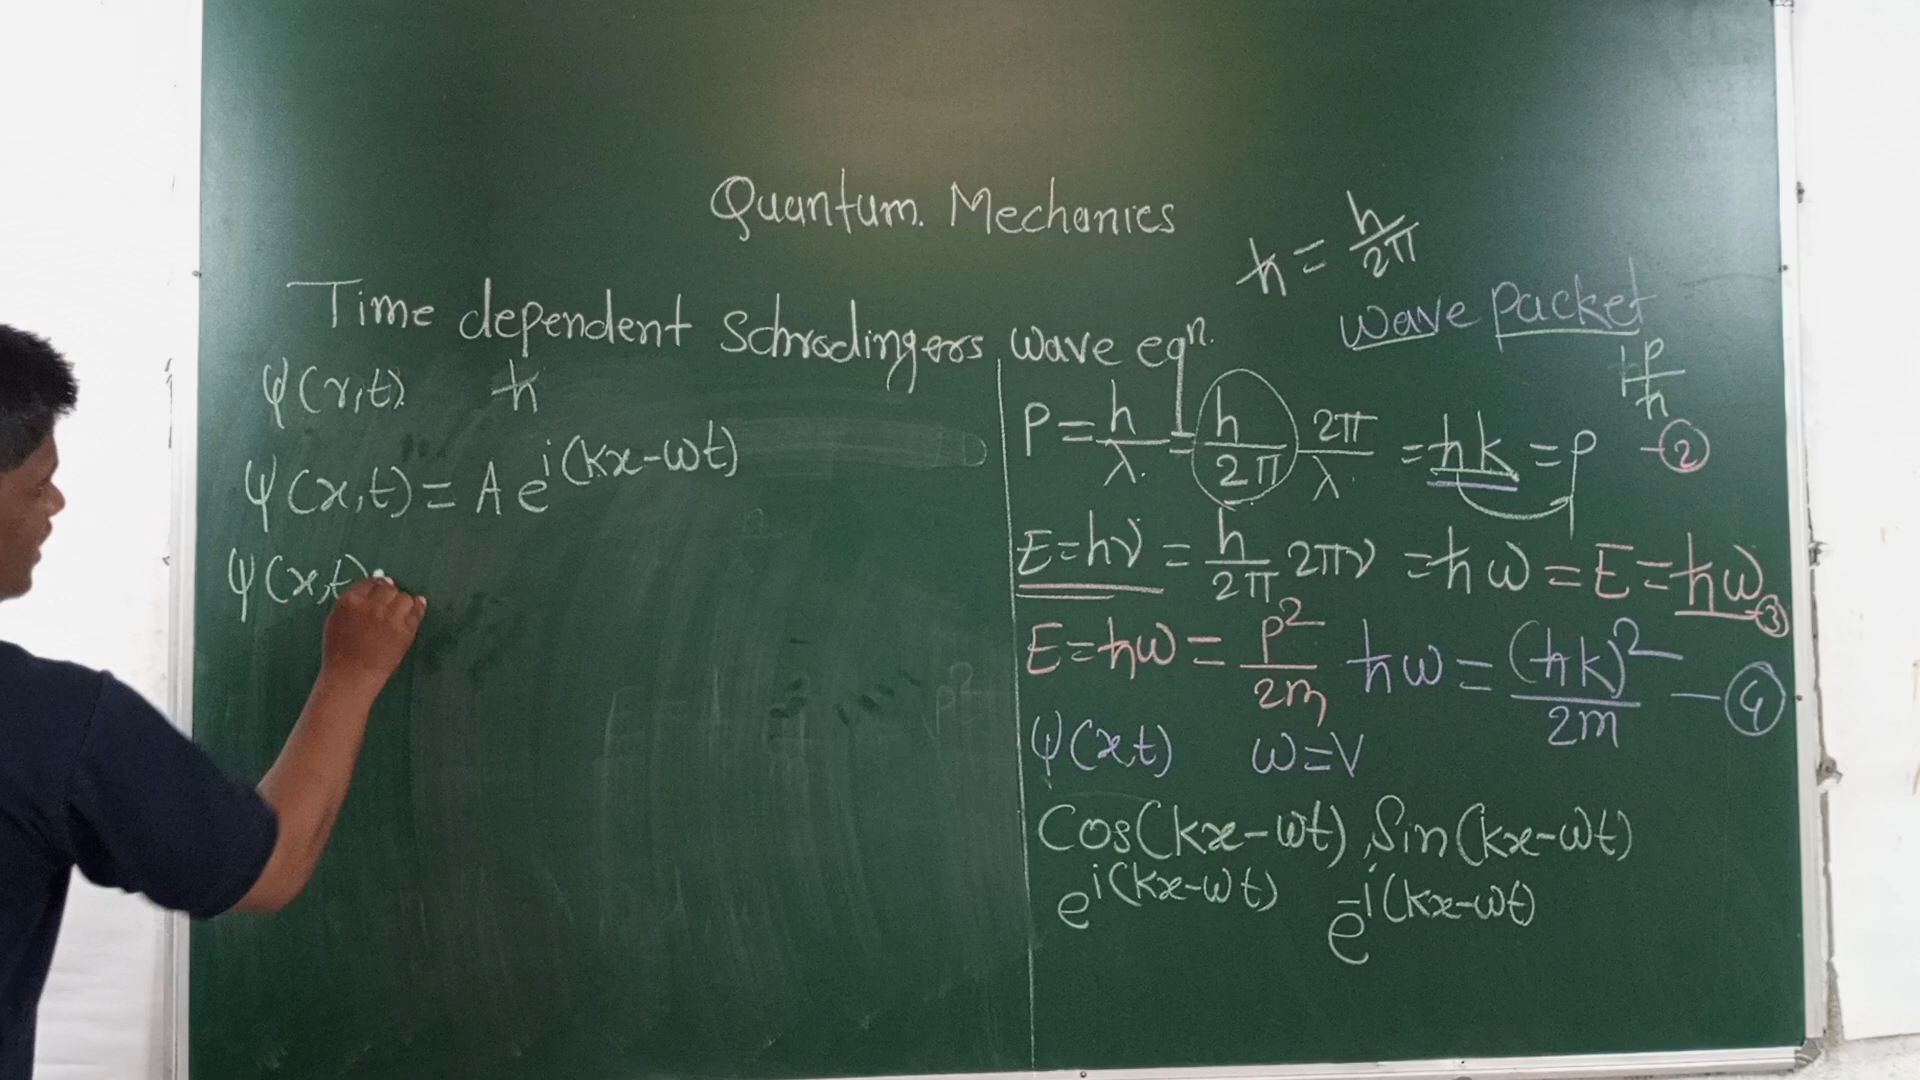 Quantum. Mechanics
ħ = h/2π
wave packet
Time dependent Schrodingers wave eqⁿ.
ψ(r,t) ħ
ψ(x,t) = A e^i(kx-ωt)
ψ(x,t)
p/ħ
P = h/λ = h/2π 2π/λ = ħk = p -②
E=hν = h/2π 2πν = ħω = E = ħω -③
E=ħω = p²/2m ħω = (ħk)²/2m -④
ψ(x,t) ω=V
Cos(kx-ωt), Sin(kx-ωt)
e^i(kx-ωt) e^-i(kx-ωt)